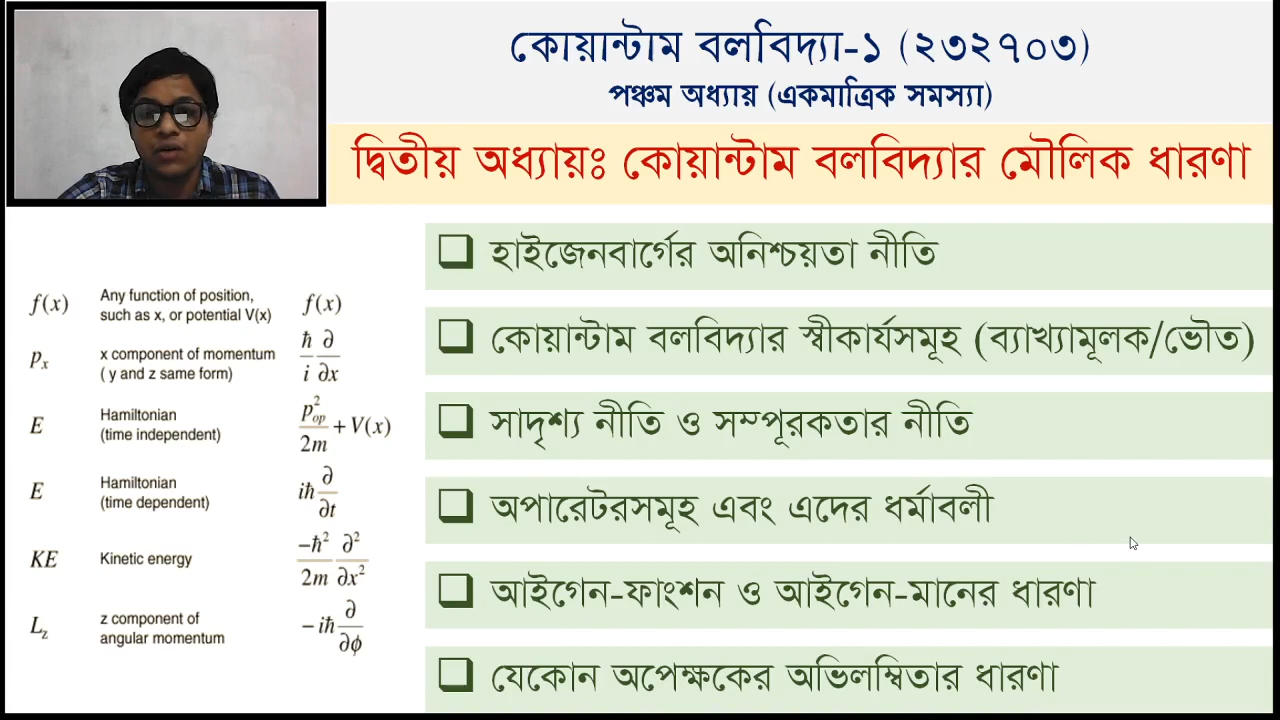 কোয়ান্টাম বলবিদ্যা-১ (২৩২৭০৩)
পঞ্চম অধ্যায় (একমাত্রিক সমস্যা)
দ্বিতীয় অধ্যায়ঃ কোয়ান্টাম বলবিদ্যার মৌলিক ধারণা
f(x) Any function of position, such as x, or potential V(x) f(x)
pₓ x component of momentum ( y and z same form) ħ/i ∂/∂x
E Hamiltonian (time independent) p²op/2m + V(x)
E Hamiltonian (time dependent) iħ ∂/∂t
KE Kinetic energy −ħ²/2m ∂²/∂x²
L_z z component of angular momentum −iħ ∂/∂ϕ
হাইজেনবার্গের অনিশ্চয়তা নীতি
কোয়ান্টাম বলবিদ্যার স্বীকার্যসমূহ (ব্যাখ্যামূলক/ভৌত)
সাদৃশ্য নীতি ও সম্পূরকতার নীতি
অপারেটরসমূহ এবং এদের ধর্মাবলী
আইগেন-ফাংশন ও আইগেন-মানের ধারণা
যেকোন অপেক্ষকের অভিলম্বিতার ধারণা